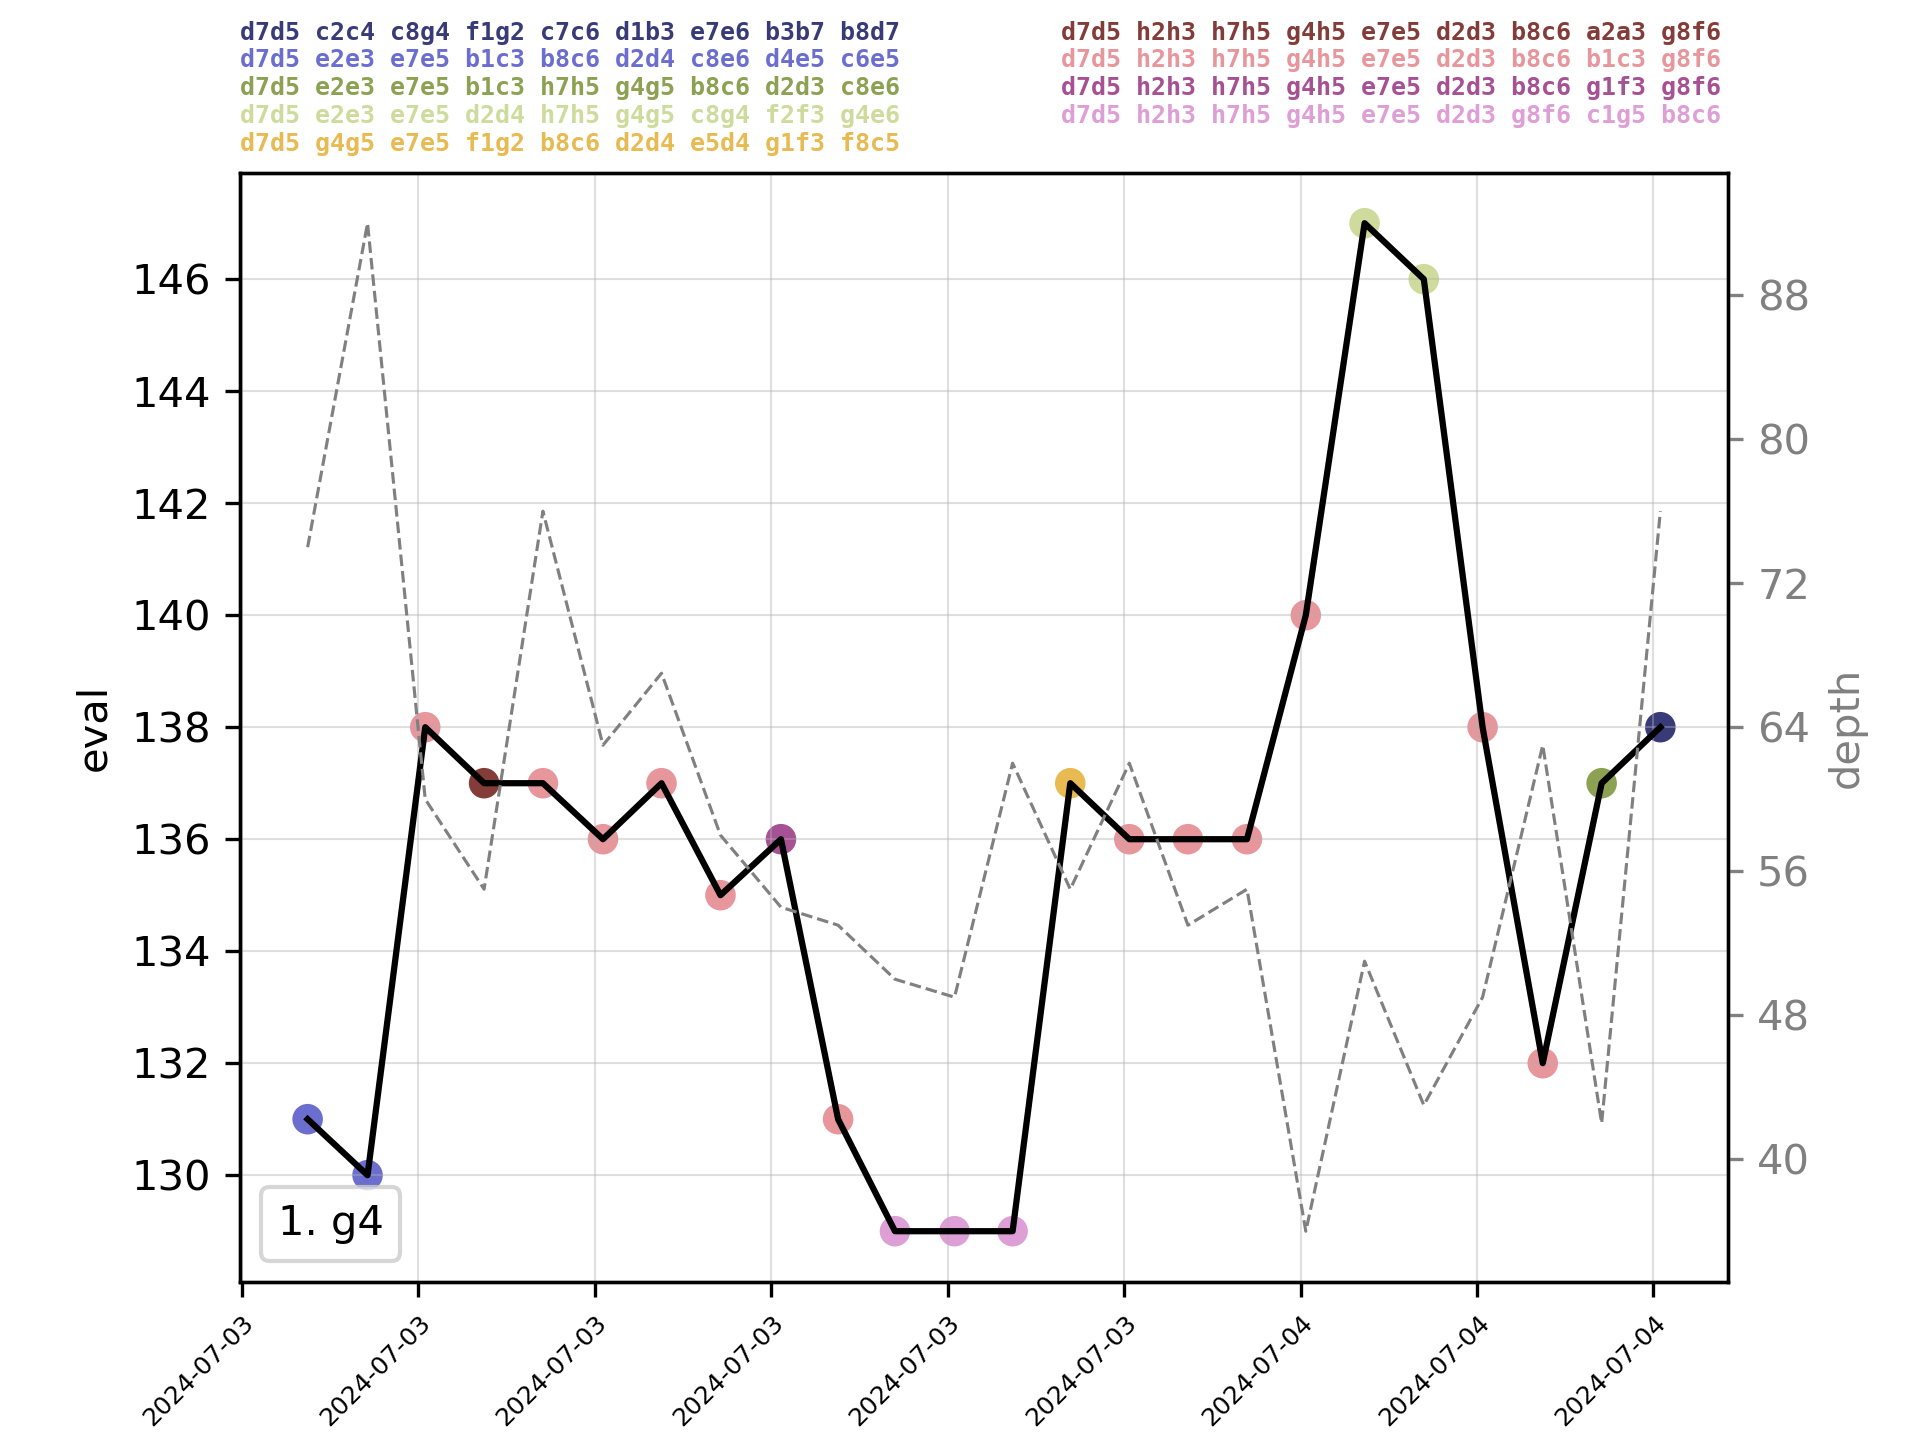 d7d5 c2c4 c8g4 f1g2 c7c6 d1b3 e7e6 b3b7 b8d7
d7d5 e2e3 e7e5 b1c3 b8c6 d2d4 c8e6 d4e5 c6e5
d7d5 e2e3 e7e5 b1c3 h7h5 g4g5 b8c6 d2d3 c8e6
d7d5 e2e3 e7e5 d2d4 h7h5 g4g5 c8g4 f2f3 g4e6
d7d5 g4g5 e7e5 f1g2 b8c6 d2d4 e5d4 g1f3 f8c5
d7d5 h2h3 h7h5 g4h5 e7e5 d2d3 b8c6 a2a3 g8f6
d7d5 h2h3 h7h5 g4h5 e7e5 d2d3 b8c6 b1c3 g8f6
d7d5 h2h3 h7h5 g4h5 e7e5 d2d3 b8c6 g1f3 g8f6
d7d5 h2h3 h7h5 g4h5 e7e5 d2d3 g8f6 c1g5 b8c6
146
144
142
140
138
136
134
132
130
eval
88
80
72
64
56
48
40
depth
1. g4
2024-07-03
2024-07-03
2024-07-03
2024-07-03
2024-07-03
2024-07-03
2024-07-04
2024-07-04
2024-07-04